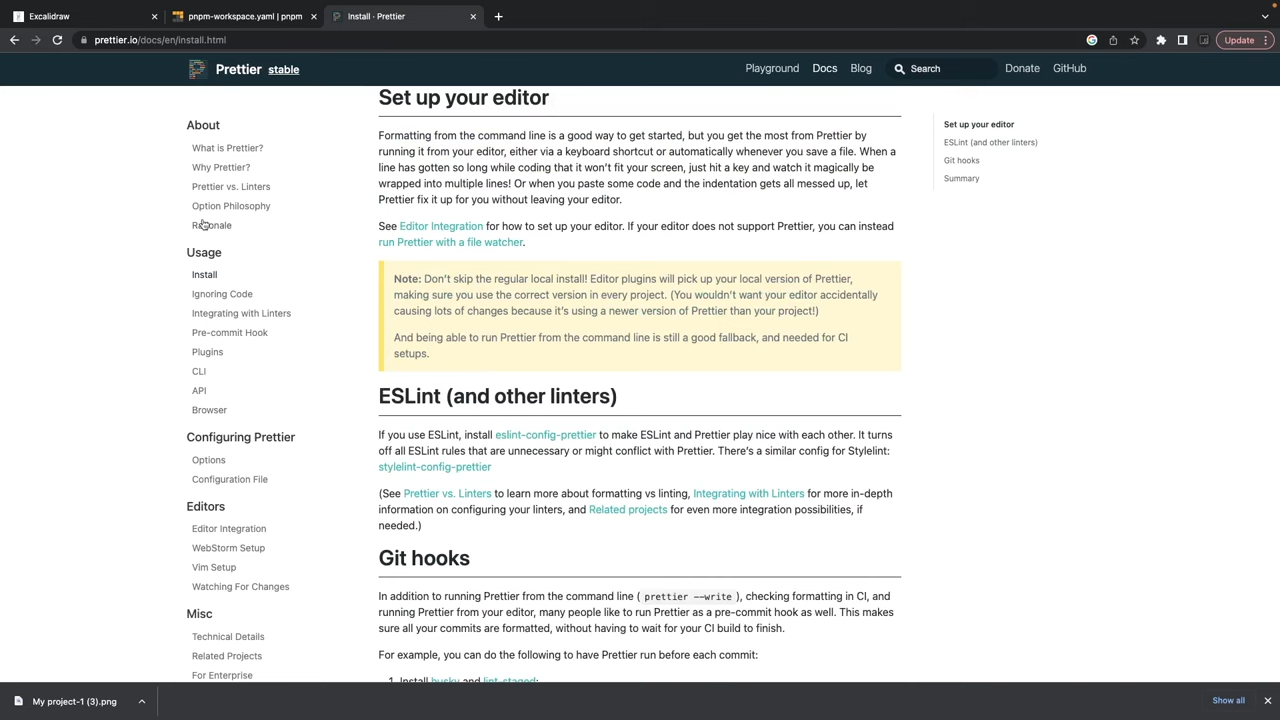 Excalidraw
pnpm-workspace.yaml | pnpm
Install · Prettier
prettier.io/docs/en/install.html
Update
Prettier stable
Playground
Docs
Blog
Search
Donate
GitHub
About
What is Prettier?
Why Prettier?
Prettier vs. Linters
Option Philosophy
Rationale
Usage
Install
Ignoring Code
Integrating with Linters
Pre-commit Hook
Plugins
CLI
API
Browser
Configuring Prettier
Options
Configuration File
Editors
Editor Integration
WebStorm Setup
Vim Setup
Watching For Changes
Misc
Technical Details
Related Projects
For Enterprise
Set up your editor
Formatting from the command line is a good way to get started, but you get the most from Prettier by
running it from your editor, either via a keyboard shortcut or automatically whenever you save a file. When a
line has gotten so long while coding that it won't fit your screen, just hit a key and watch it magically be
wrapped into multiple lines! Or when you paste some code and the indentation gets all messed up, let
Prettier fix it up for you without leaving your editor.
See Editor Integration for how to set up your editor. If your editor does not support Prettier, you can instead
run Prettier with a file watcher.
Note: Don't skip the regular local install! Editor plugins will pick up your local version of Prettier,
making sure you use the correct version in every project. (You wouldn't want your editor accidentally
causing lots of changes because it's using a newer version of Prettier than your project!)
And being able to run Prettier from the command line is still a good fallback, and needed for CI
setups.
ESLint (and other linters)
If you use ESLint, install eslint-config-prettier to make ESLint and Prettier play nice with each other. It turns
off all ESLint rules that are unnecessary or might conflict with Prettier. There's a similar config for Stylelint:
stylelint-config-prettier
(See Prettier vs. Linters to learn more about formatting vs linting, Integrating with Linters for more in-depth
information on configuring your linters, and Related projects for even more integration possibilities, if
needed.)
Git hooks
In addition to running Prettier from the command line ( prettier --write ), checking formatting in CI, and
running Prettier from your editor, many people like to run Prettier as a pre-commit hook as well. This makes
sure all your commits are formatted, without having to wait for your CI build to finish.
For example, you can do the following to have Prettier run before each commit:
1. Install husky and lint-staged:
Set up your editor
ESLint (and other linters)
Git hooks
Summary
My project-1 (3).png
Show all